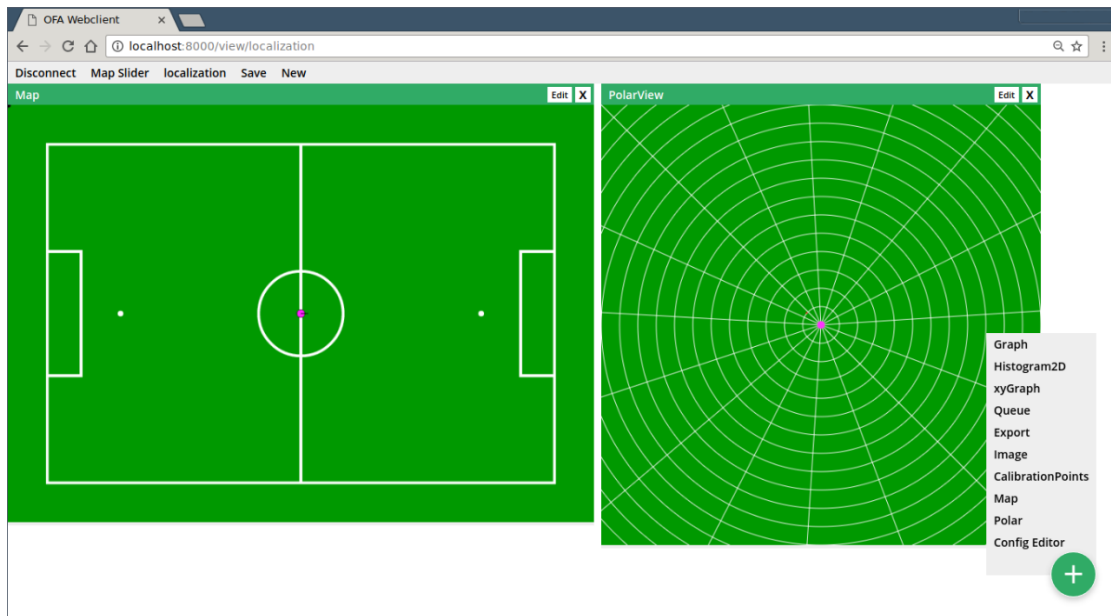 OFA Webclient
localhost:8000/view/localization
Disconnect Map Slider localization Save New
Map Edit X
PolarView Edit X
Graph
Histogram2D
xyGraph
Queue
Export
Image
CalibrationPoints
Map
Polar
Config Editor